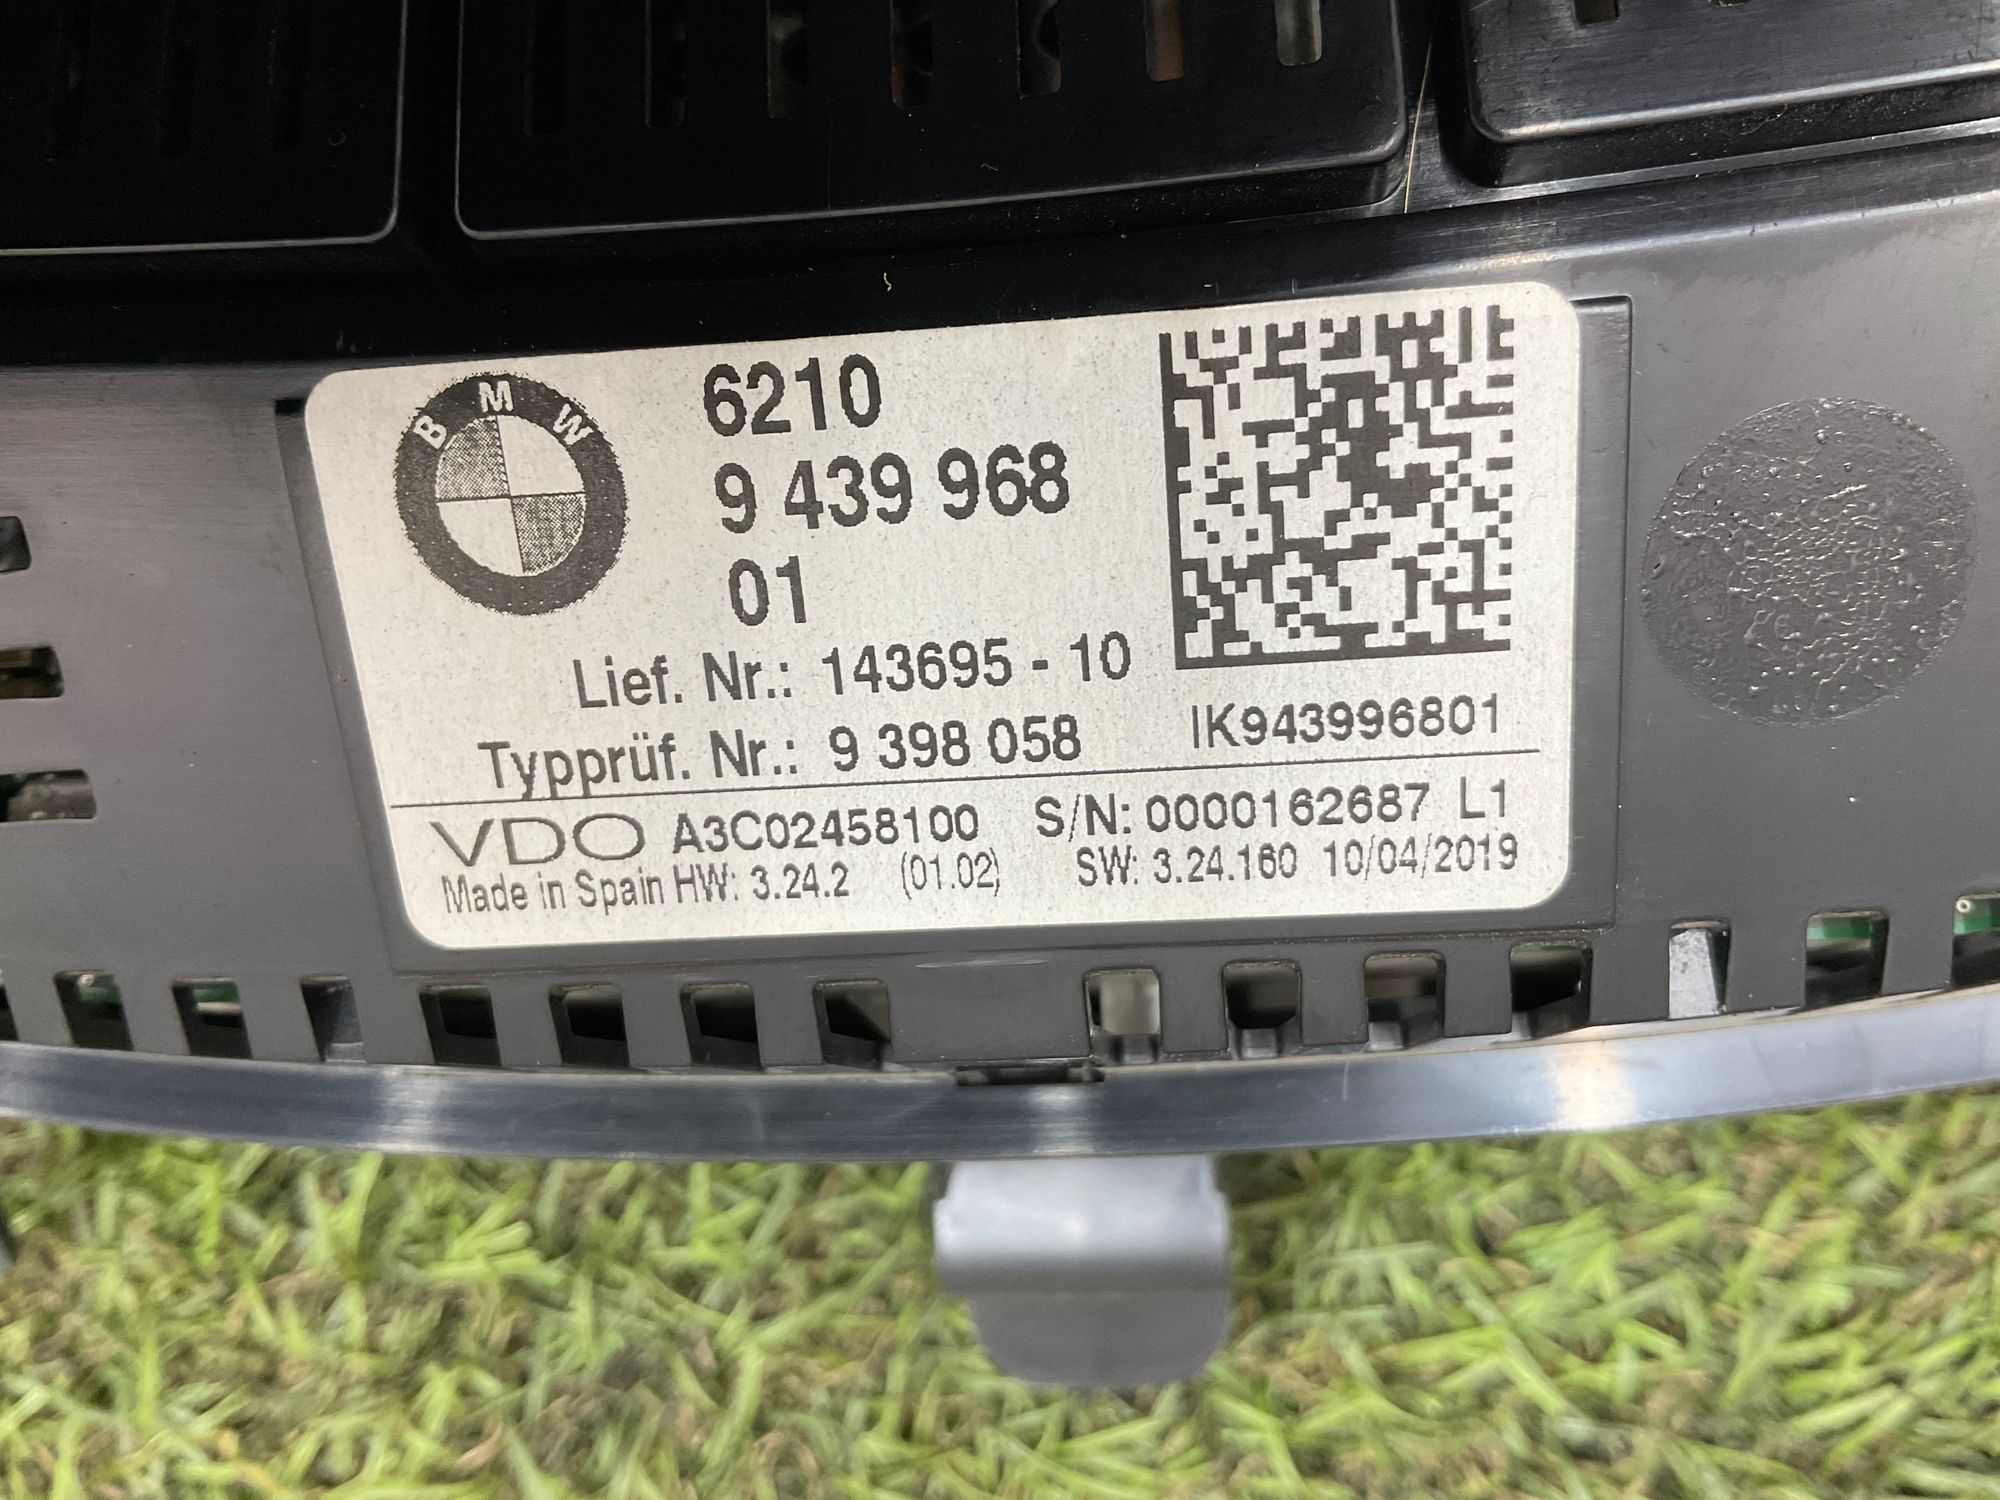 BMW
6210
9 439 968
01
Lief. Nr.: 143695 - 10
Typprüf. Nr.: 9 398 058
IK943996801
VDO A3C02458100 S/N: 0000162687 L1
Made in Spain HW: 3.24.2 (01.02) SW: 3.24.160 10/04/2019